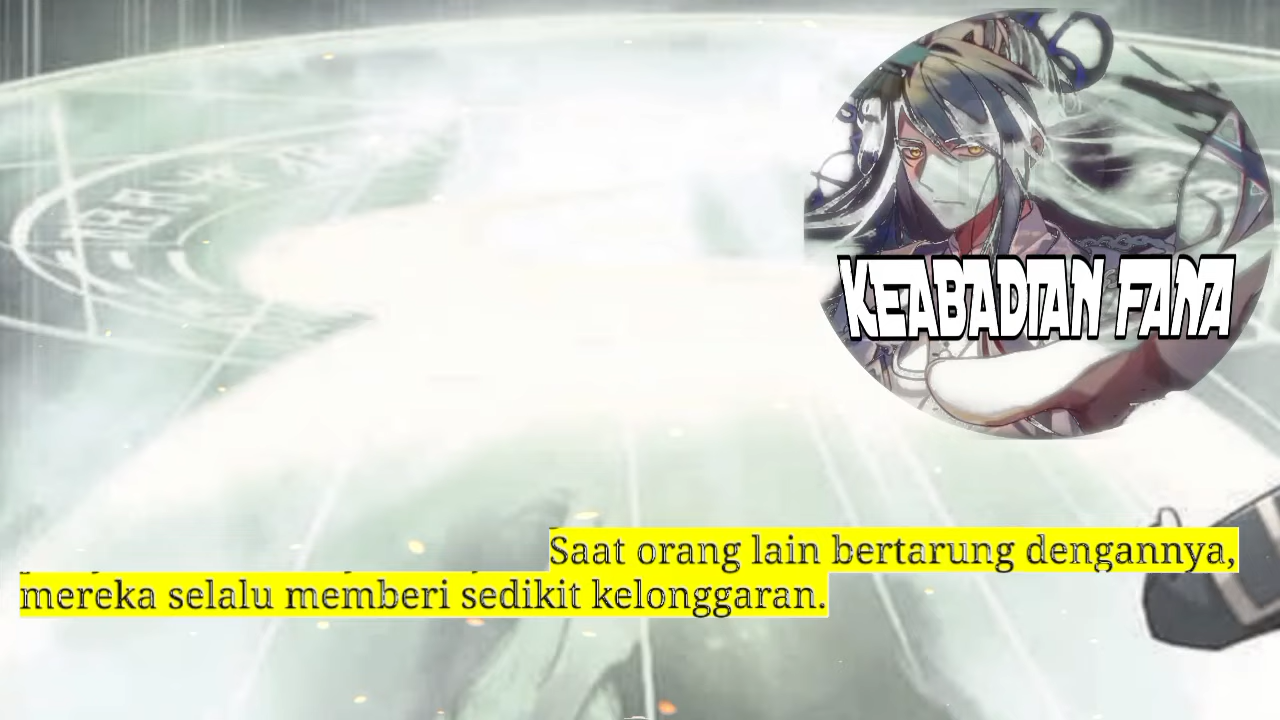 KEABADIAN FANA
Saat orang lain bertarung dengannya,
mereka selalu memberi sedikit kelonggaran.